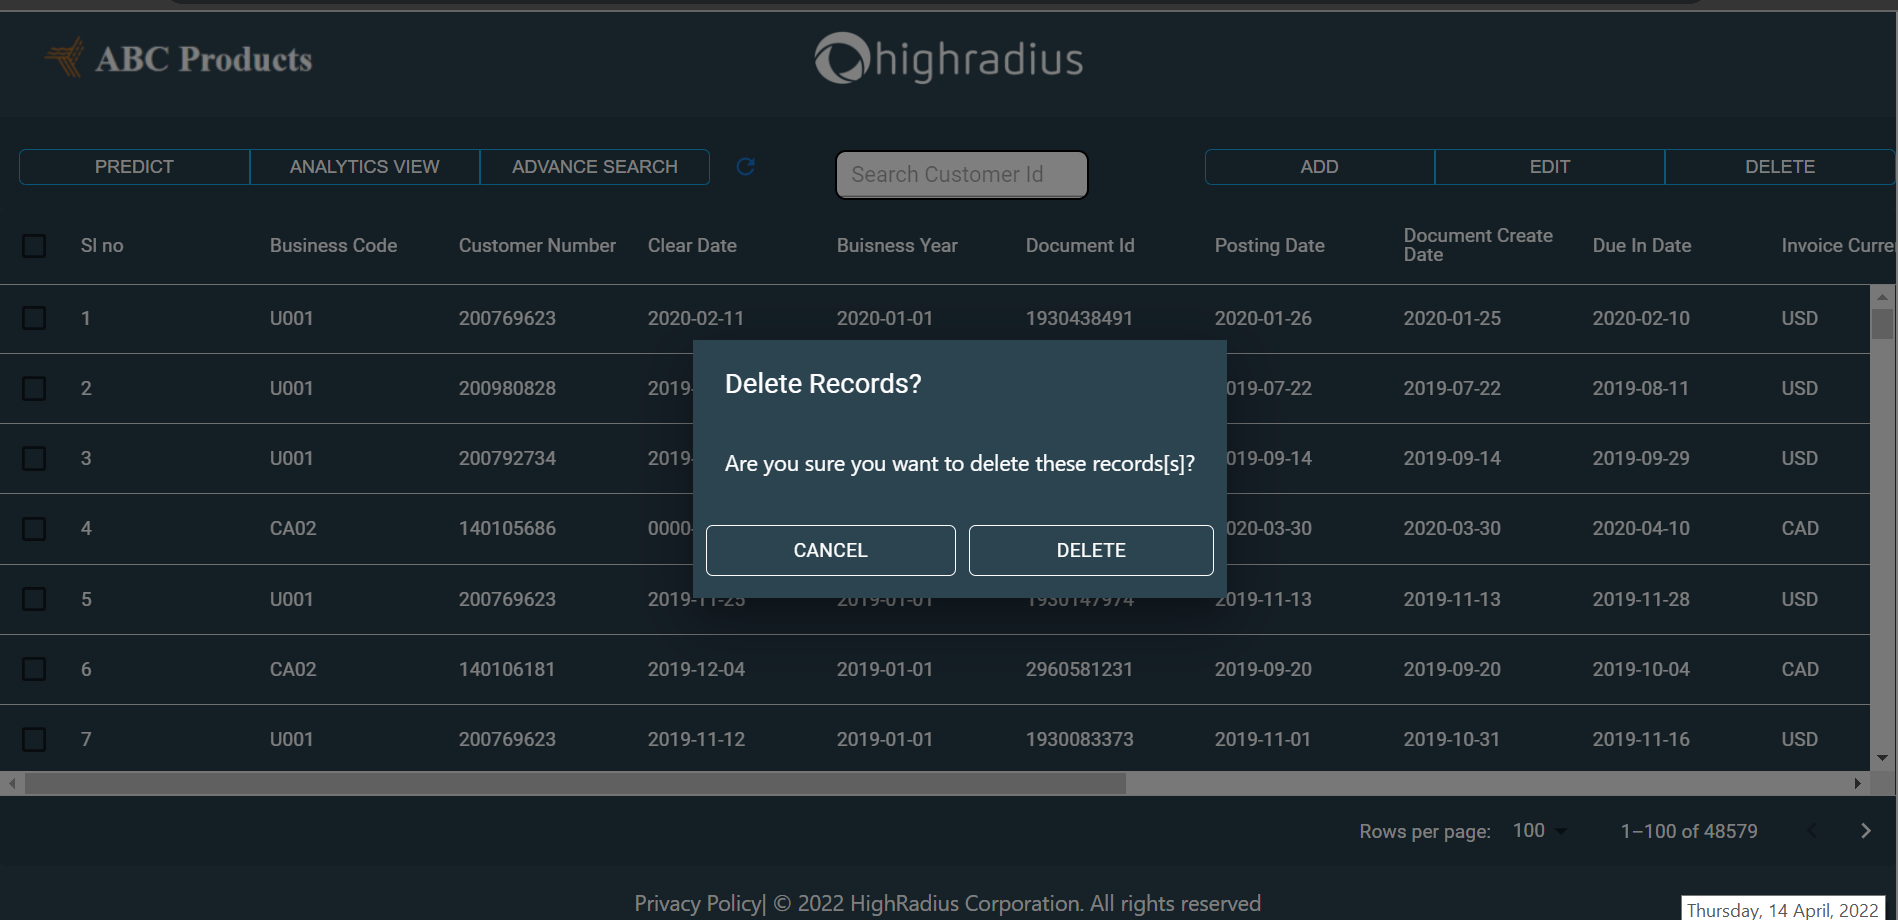 ABC Products
highradius
PREDICT ANALYTICS VIEW ADVANCE SEARCH Search Customer Id ADD EDIT DELETE
Sl no Business Code Customer Number Clear Date Buisness Year Document Id Posting Date Document Create Date Due In Date Invoice Curre
1 U001 200769623 2020-02-11 2020-01-01 1930438491 2020-01-26 2020-01-25 2020-02-10 USD
2 U001 200980828 2019- 019-07-22 2019-07-22 2019-08-11 USD
3 U001 200792734 2019- 019-09-14 2019-09-14 2019-09-29 USD
4 CA02 140105686 0000- 020-03-30 2020-03-30 2020-04-10 CAD
5 U001 200769623 2019-11-25 2019-01-01 1930147974 2019-11-13 2019-11-13 2019-11-28 USD
6 CA02 140106181 2019-12-04 2019-01-01 2960581231 2019-09-20 2019-09-20 2019-10-04 CAD
7 U001 200769623 2019-11-12 2019-01-01 1930083373 2019-11-01 2019-10-31 2019-11-16 USD
Delete Records?
Are you sure you want to delete these records[s]?
CANCEL DELETE
Rows per page: 100 1–100 of 48579
Privacy Policy| © 2022 HighRadius Corporation. All rights reserved
Thursday, 14 April, 2022